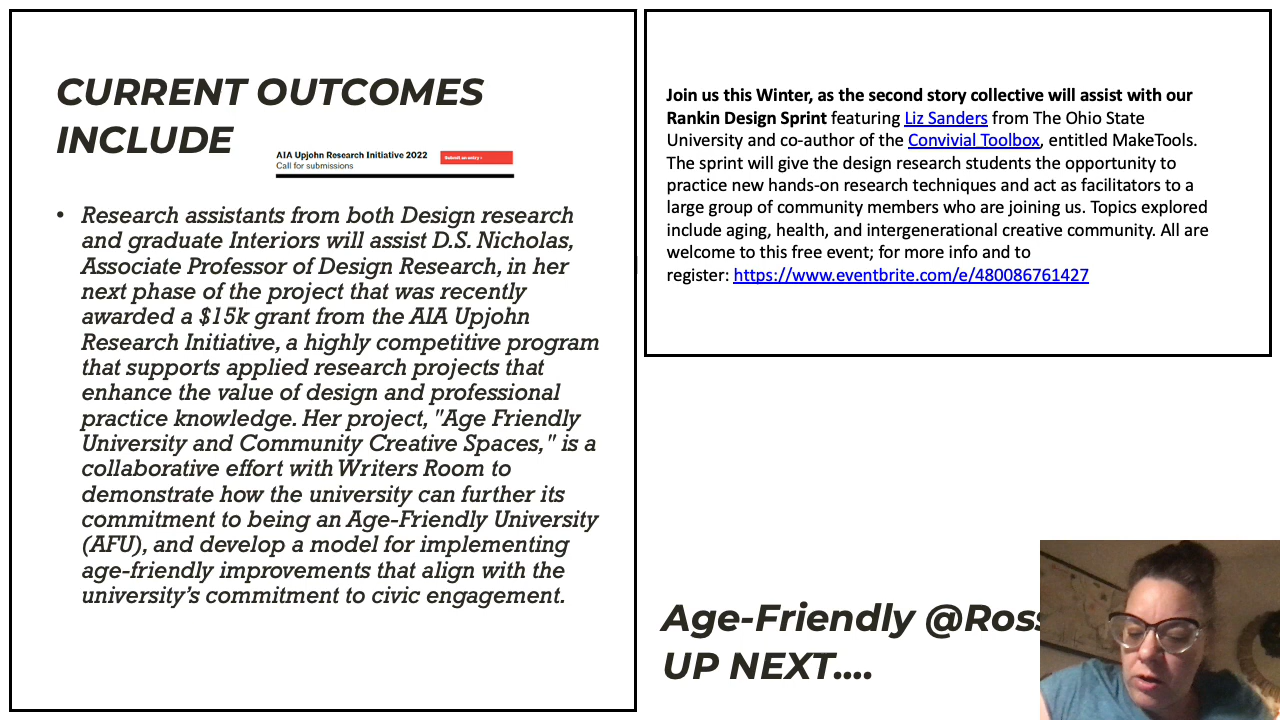 CURRENT OUTCOMES
INCLUDE
AIA Upjohn Research Initiative 2022
Call for submissions
Submit an entry ›
• Research assistants from both Design research
and graduate Interiors will assist D.S. Nicholas,
Associate Professor of Design Research, in her
next phase of the project that was recently
awarded a $15k grant from the AIA Upjohn
Research Initiative, a highly competitive program
that supports applied research projects that
enhance the value of design and professional
practice knowledge. Her project, "Age Friendly
University and Community Creative Spaces," is a
collaborative effort with Writers Room to
demonstrate how the university can further its
commitment to being an Age-Friendly University
(AFU), and develop a model for implementing
age-friendly improvements that align with the
university's commitment to civic engagement.
Join us this Winter, as the second story collective will assist with our
Rankin Design Sprint featuring Liz Sanders from The Ohio State
University and co-author of the Convivial Toolbox, entitled MakeTools.
The sprint will give the design research students the opportunity to
practice new hands-on research techniques and act as facilitators to a
large group of community members who are joining us. Topics explored
include aging, health, and intergenerational creative community. All are
welcome to this free event; for more info and to
register: https://www.eventbrite.com/e/480086761427
Age-Friendly
UP NEXT....